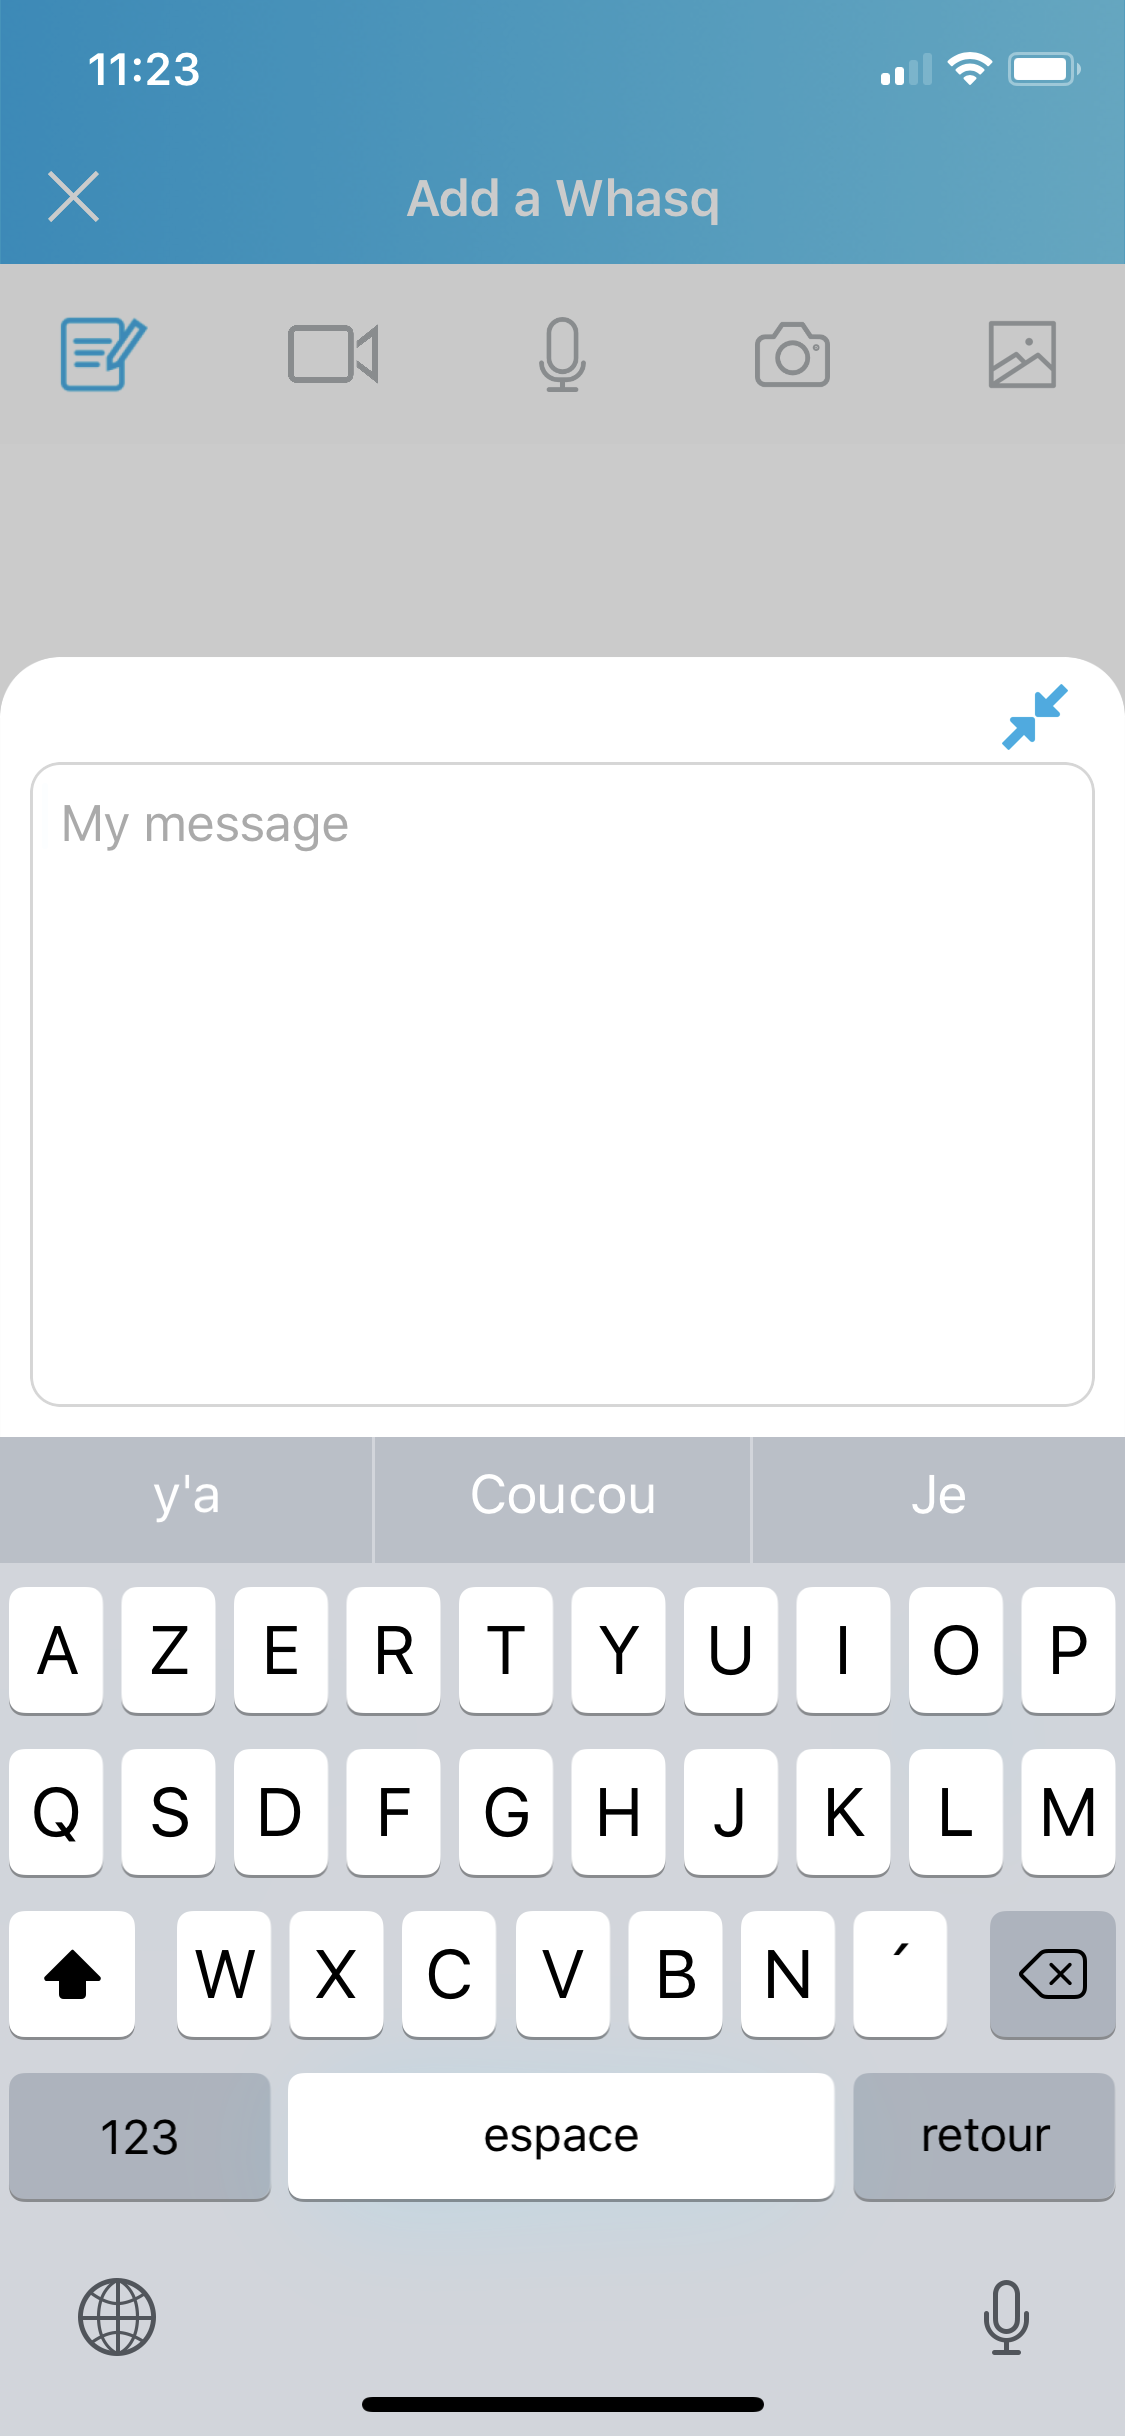 11:23
Add a Whasq
My message
y'a Coucou Je
A Z E R T Y U I O P
Q S D F G H J K L M
W X C V B N ´
123 espace retour